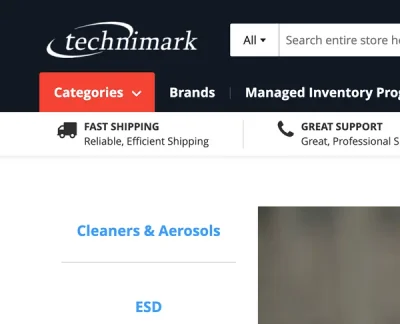 technimark
All
Search entire store h
Categories
Brands
Managed Inventory Pro
FAST SHIPPING
Reliable, Efficient Shipping
GREAT SUPPORT
Great, Professional S
Cleaners & Aerosols
ESD